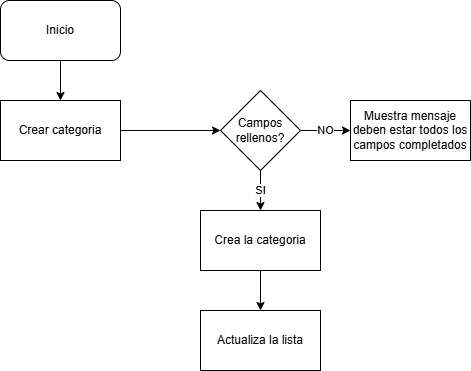 Inicio
Crear categoria
Campos
rellenos?
NO
Muestra mensaje
deben estar todos los
campos completados
SI
Crea la categoria
Actualiza la lista